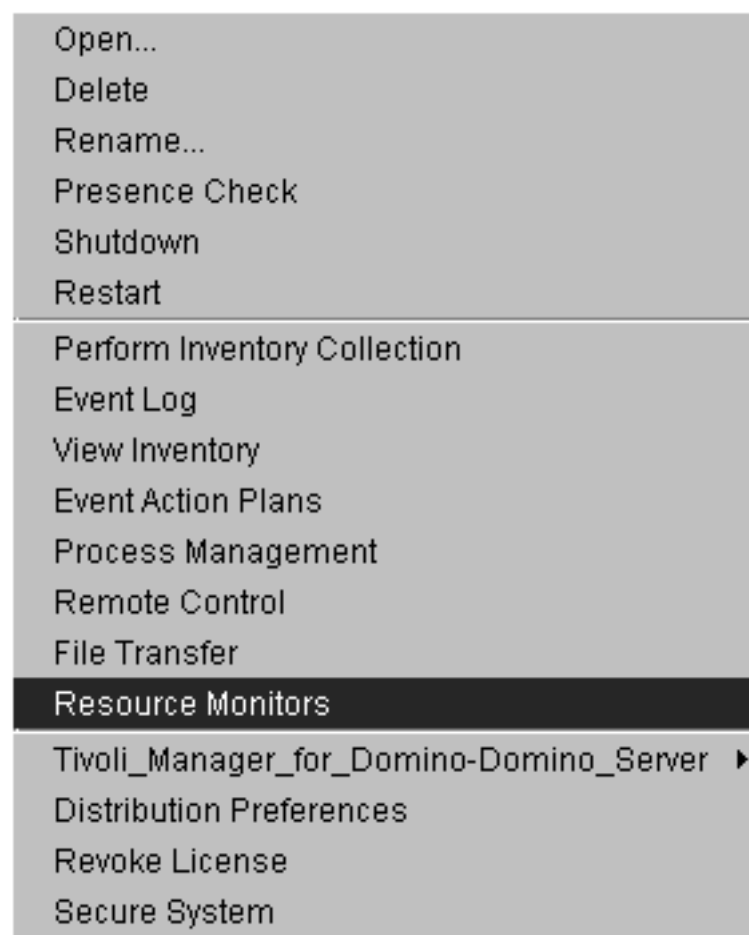 Open...
Delete
Rename...
Presence Check
Shutdown
Restart
Perform Inventory Collection
Event Log
View Inventory
Event Action Plans
Process Management
Remote Control
File Transfer
Resource Monitors
Tivoli_Manager_for_Domino-Domino_Server
Distribution Preferences
Revoke License
Secure System